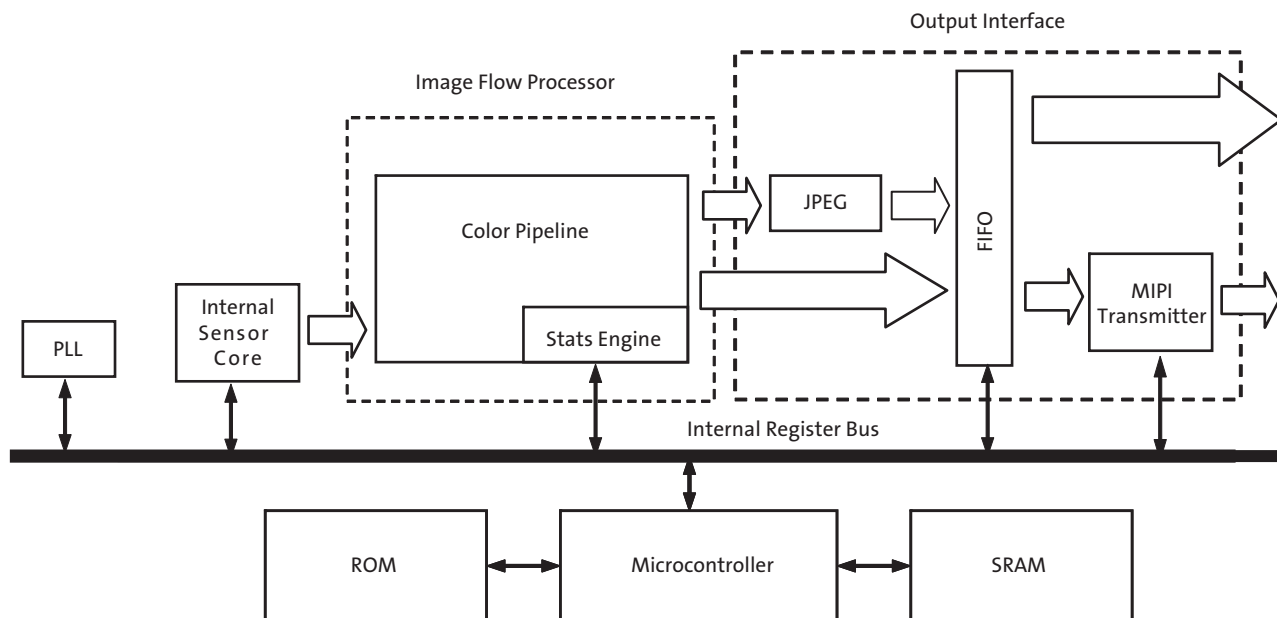 Output Interface
Image Flow Processor
JPEG
Color Pipeline
FIFO
Internal
Sensor
Core
MIPI
Transmitter
PLL
Stats Engine
Internal Register Bus
ROM
Microcontroller
SRAM